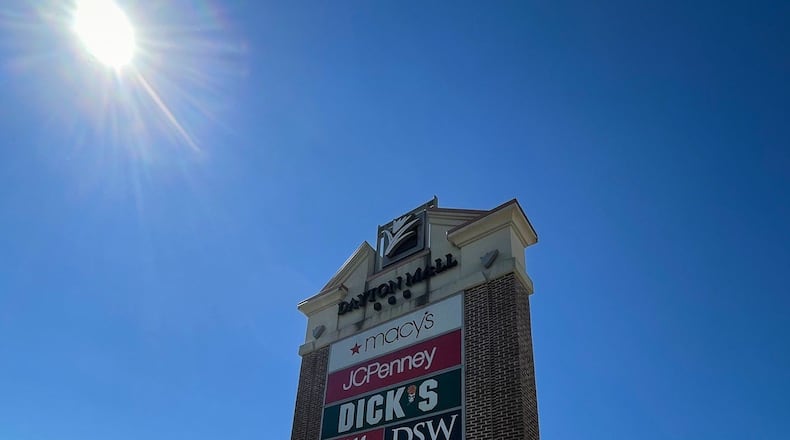 DAYTON MALL
macy's
JCPenney
DICK'S
DSW